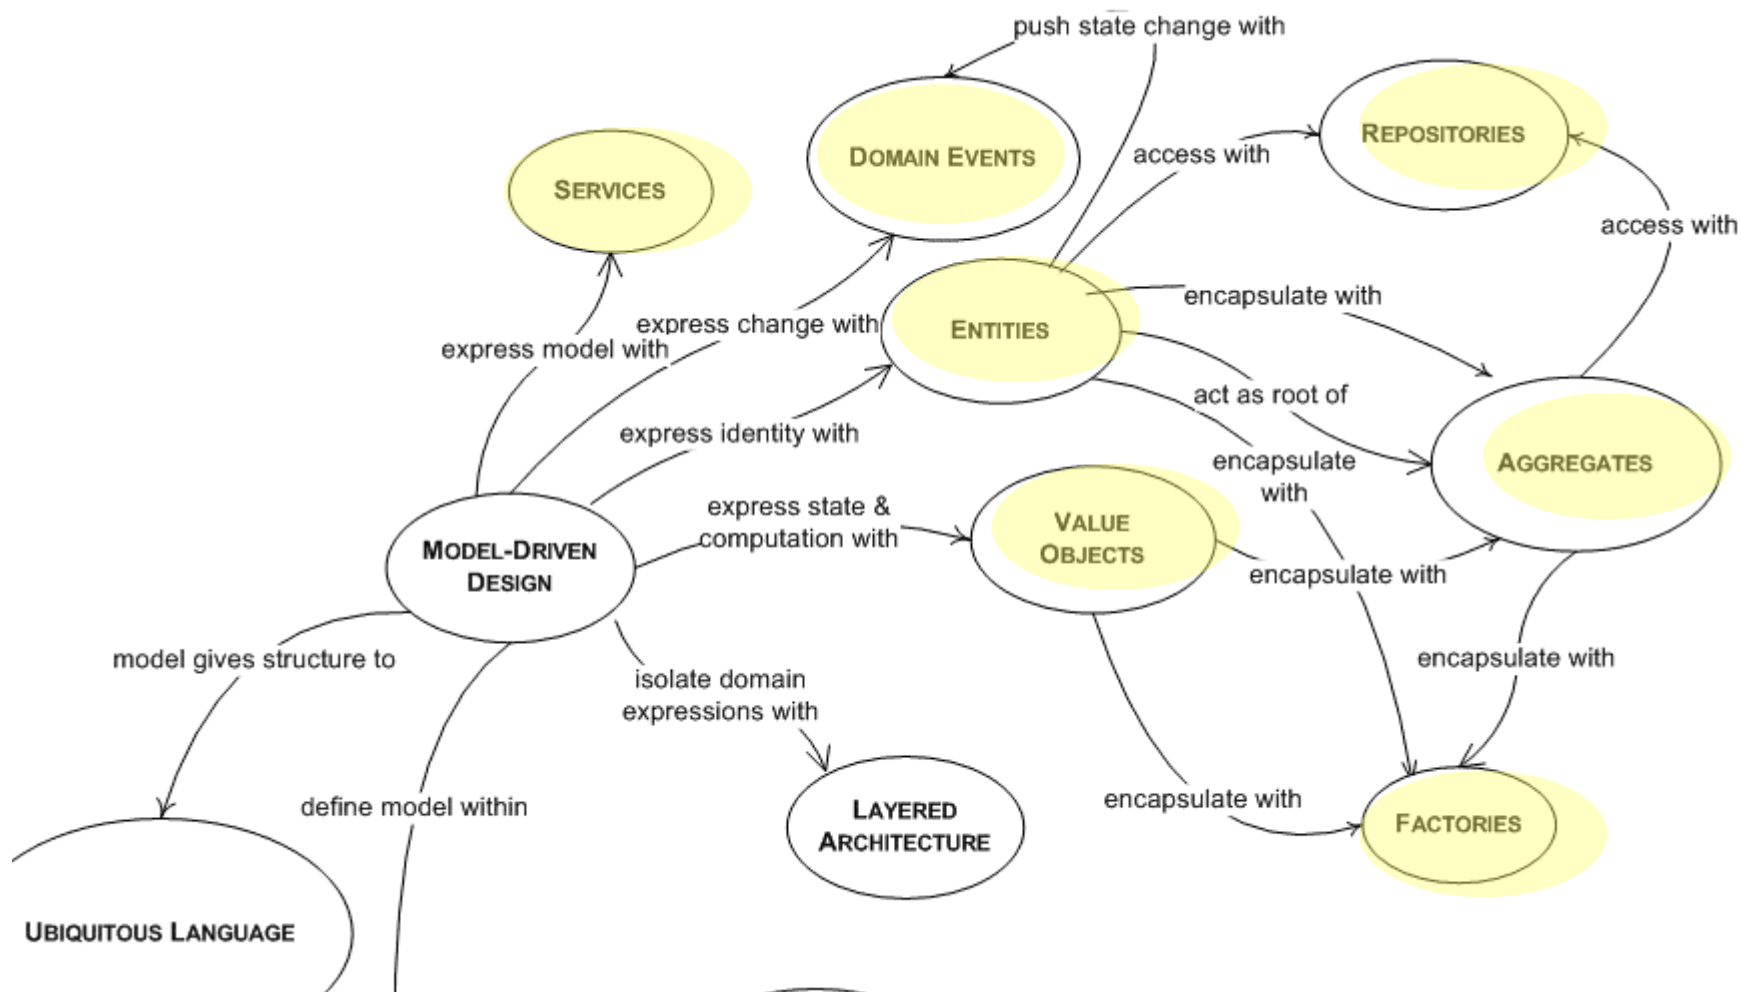 push state change with
REPOSITORIES
DOMAIN EVENTS
access with
SERVICES
access with
encapsulate with
express change with
ENTITIES
express model with
act as root of
express identity with
encapsulate
with
AGGREGATES
express state &
computation with
VALUE
OBJECTS
MODEL-DRIVEN
DESIGN
encapsulate with
model gives structure to
encapsulate with
isolate domain
expressions with
define model within
encapsulate with
LAYERED
ARCHITECTURE
FACTORIES
UBIQUITOUS LANGUAGE